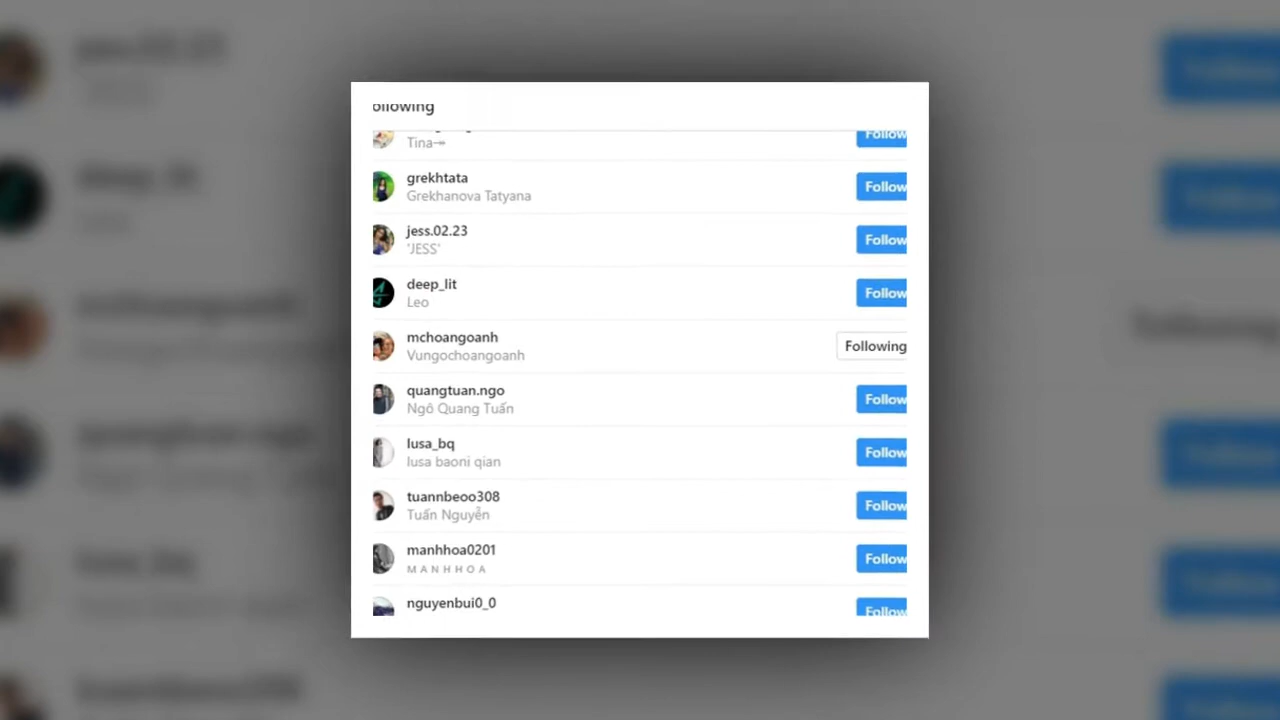 ollowing
Tina
Follow
grekhtata
Grekhanova Tatyana
Follow
jess.02.23
'JESS'
Follow
deep_lit
Leo
Follow
mchoangoanh
Vungochoangoanh
Following
quangtuan.ngo
Ngô Quang Tuấn
Follow
lusa_bq
lusa baoni qian
Follow
tuannbeoo308
Tuấn Nguyễn
Follow
manhhoa0201
M A N H H O A
Follow
nguyenbui0_0
Follow